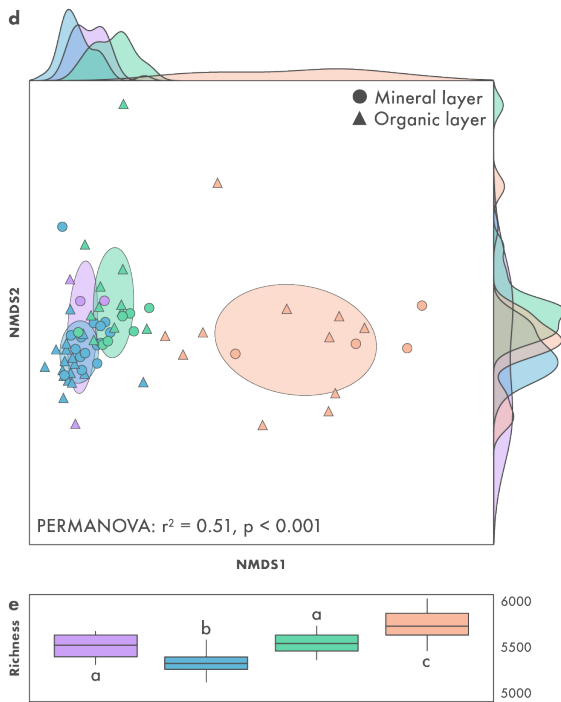 d
Mineral layer
Organic layer
NMDS2
PERMANOVA: r² = 0.51, p < 0.001
NMDS1
e
Richness
a
b
a
c
6000
5500
5000